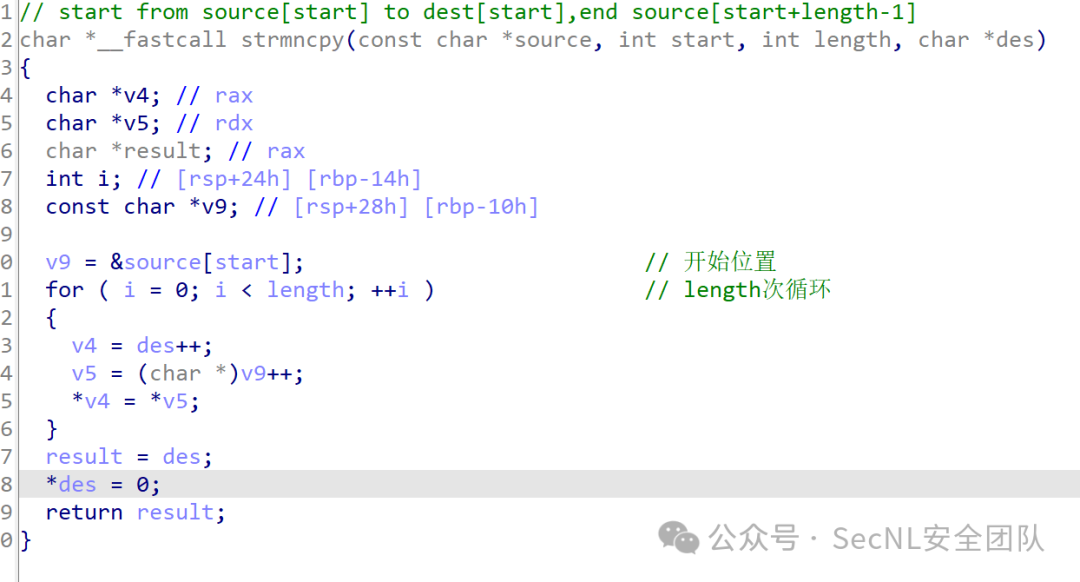 1 // start from source[start] to dest[start],end source[start+length-1]
2 char *__fastcall strmncpy(const char *source, int start, int length, char *des)
3 {
4   char *v4; // rax
5   char *v5; // rdx
6   char *result; // rax
7   int i; // [rsp+24h] [rbp-14h]
8   const char *v9; // [rsp+28h] [rbp-10h]
9
0   v9 = &source[start]; // 开始位置
1   for ( i = 0; i < length; ++i ) // length次循环
2   {
3     v4 = des++;
4     v5 = (char *)v9++;
5     *v4 = *v5;
6   }
7   result = des;
8   *des = 0;
9   return result;
0 }
公众号 · SecNL安全团队